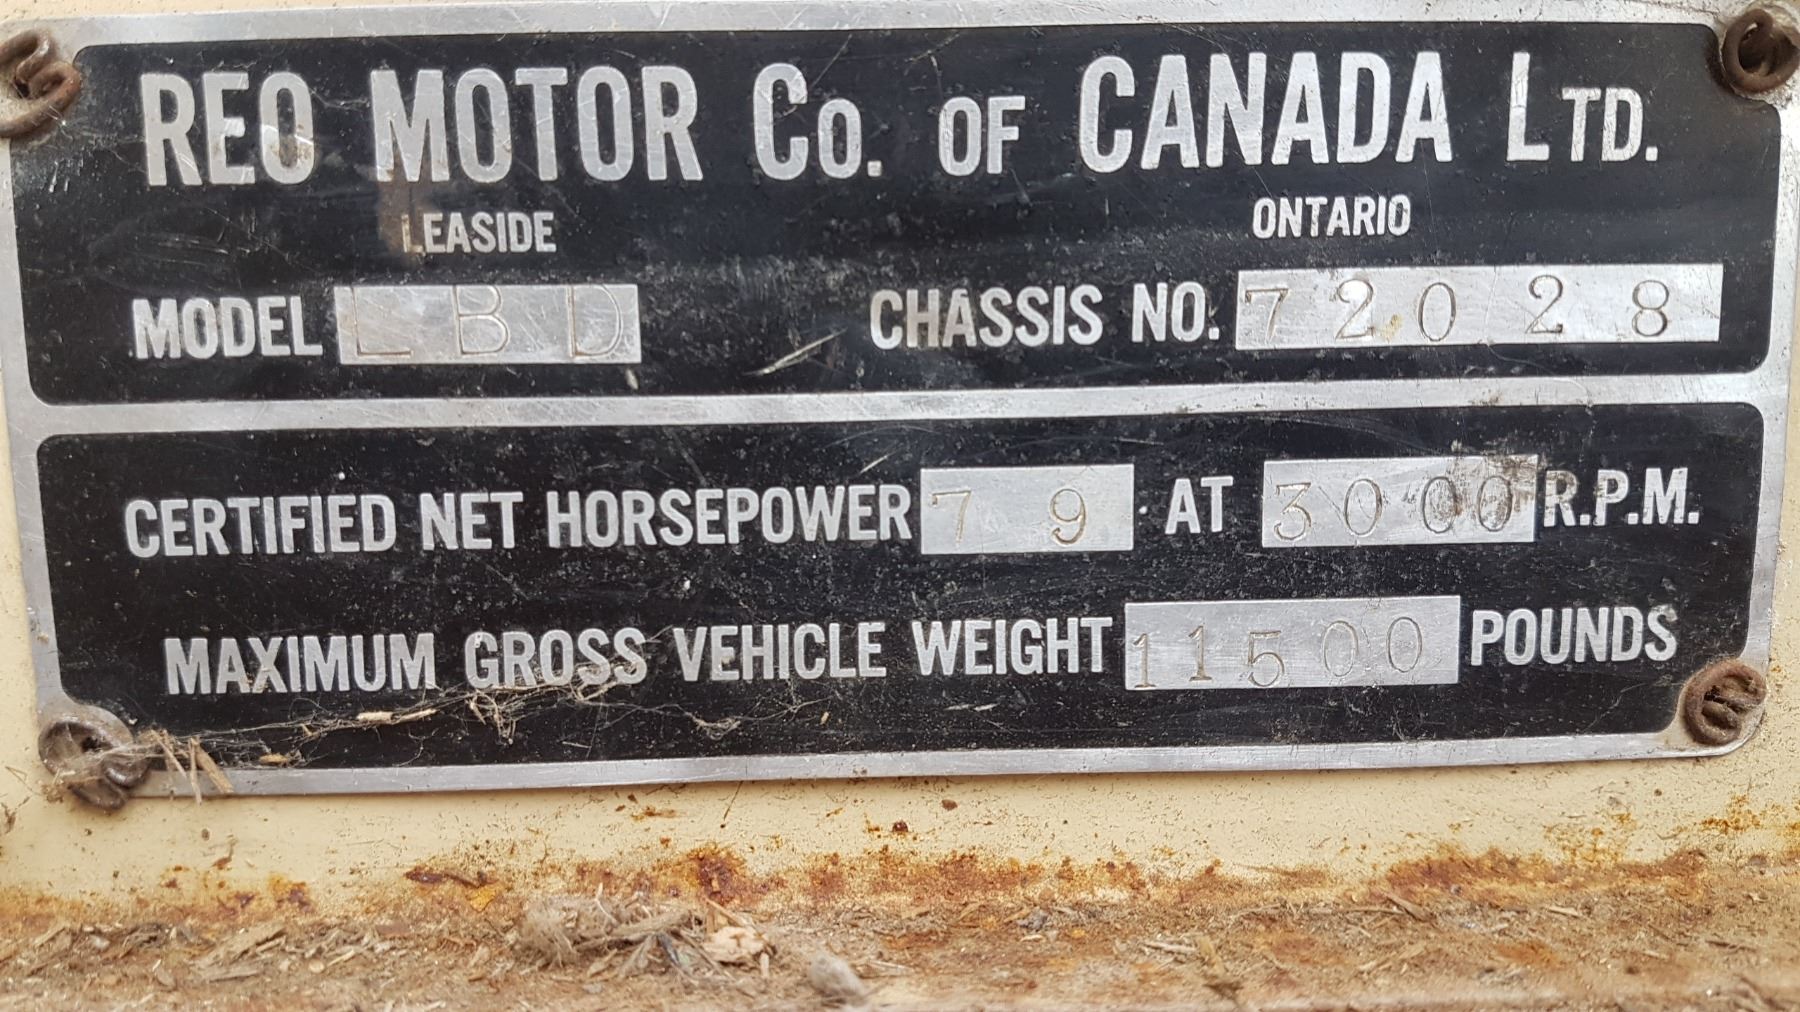 REO MOTOR Co. OF CANADA LTD.
LEASIDE ONTARIO
MODEL LBD CHASSIS NO. 72028
CERTIFIED NET HORSEPOWER 79 AT 3000 R.P.M.
MAXIMUM GROSS VEHICLE WEIGHT 11500 POUNDS